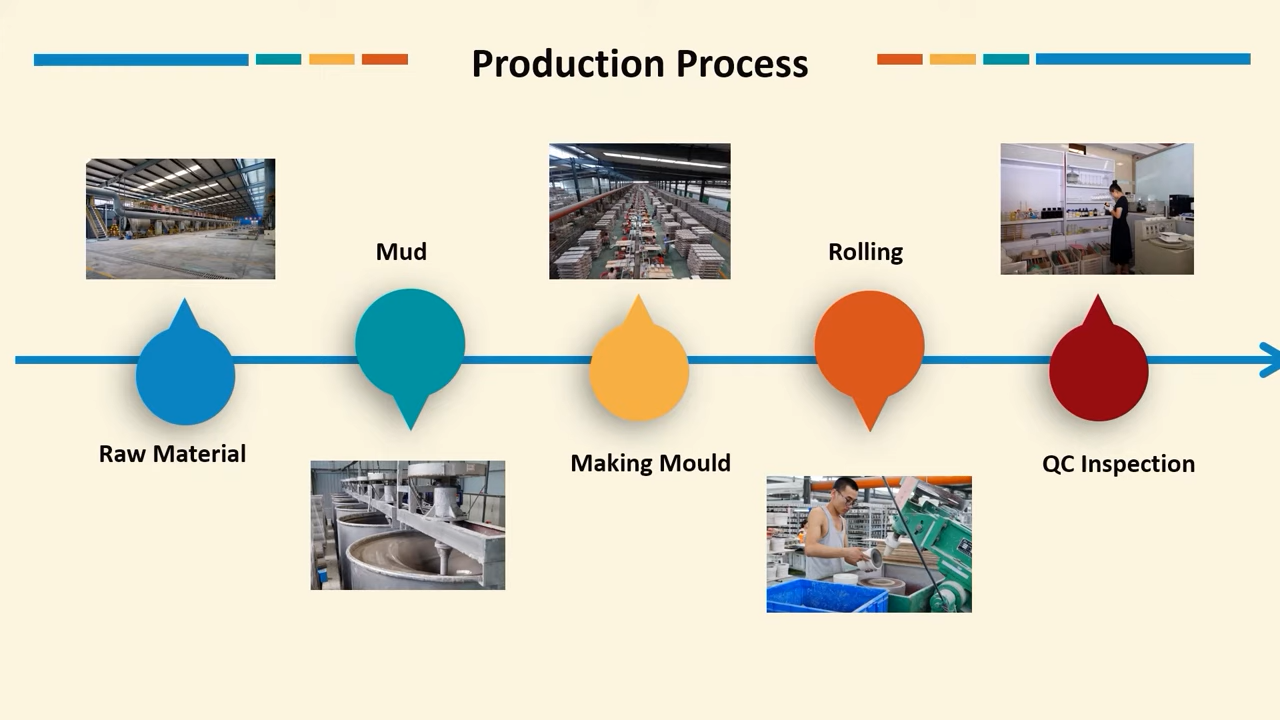 Production Process
Mud
Rolling
Raw Material
Making Mould
QC Inspection